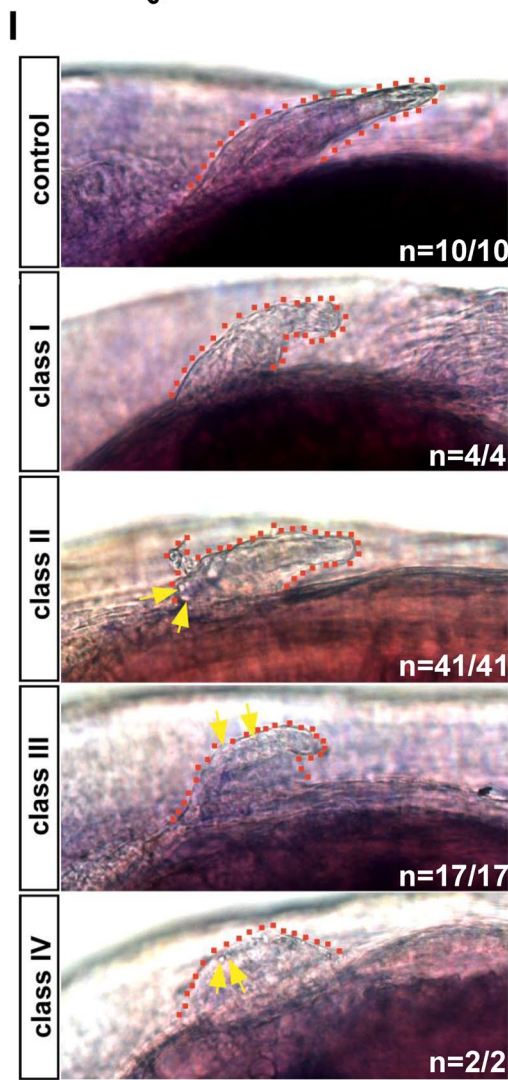 I
control
n=10/10
class I
n=4/4
class II
n=41/41
class III
n=17/17
class IV
n=2/2